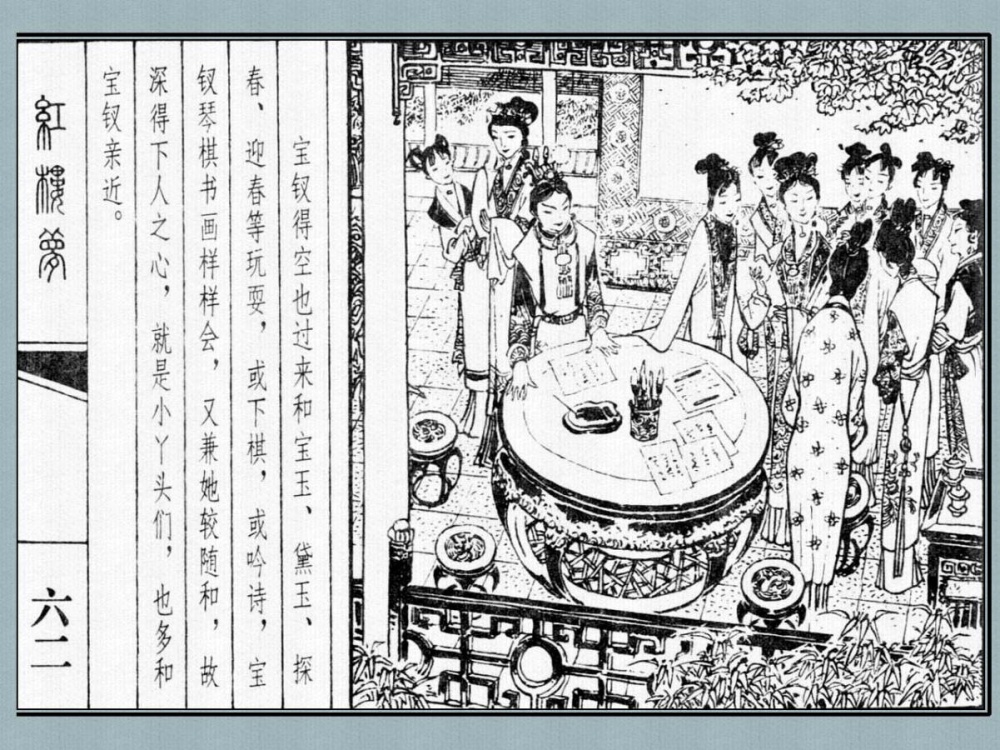 宝钗得空也过来和宝玉、黛玉、探
春、迎春等玩耍，或下棋，或吟诗，宝
钗琴棋书画样样会，又兼她较随和，故
深得下人之心，就是小丫头们，也多和
宝钗亲近。
紅樓夢
六二